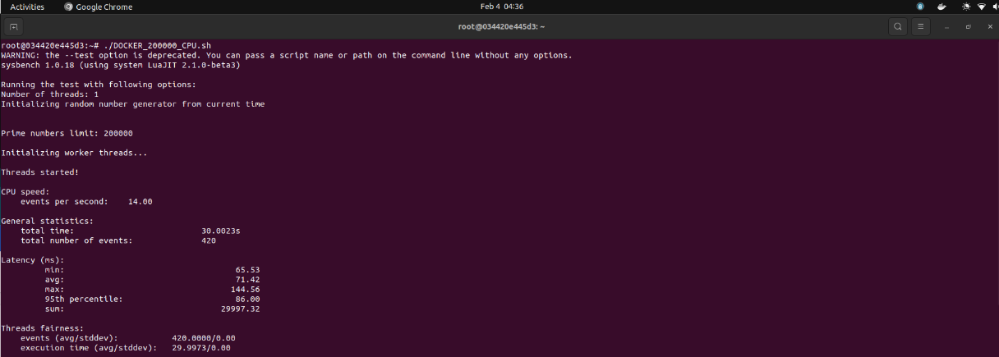 Activities Google Chrome Feb 4 04:36
root@034420e445d3: ~
root@034420e445d3:~# ./DOCKER_200000_CPU.sh
WARNING: the --test option is deprecated. You can pass a script name or path on the command line without any options.
sysbench 1.0.18 (using system LuaJIT 2.1.0-beta3)
Running the test with following options:
Number of threads: 1
Initializing random number generator from current time
Prime numbers limit: 200000
Initializing worker threads...
Threads started!
CPU speed:
events per second: 14.00
General statistics:
total time: 30.0023s
total number of events: 420
Latency (ms):
min: 65.53
avg: 71.42
max: 144.56
95th percentile: 86.00
sum: 29997.32
Threads fairness:
events (avg/stddev): 420.0000/0.00
execution time (avg/stddev): 29.9973/0.00